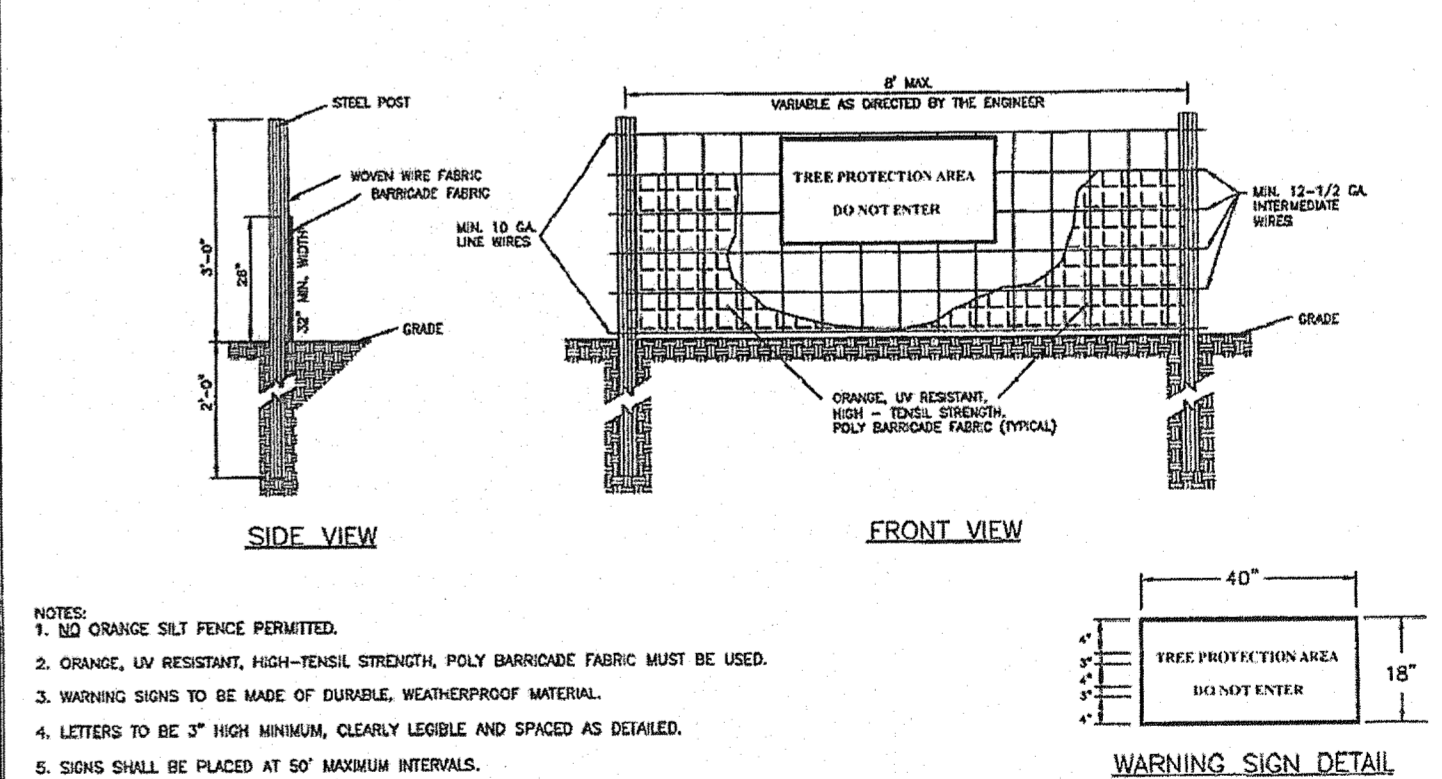 STEEL POST
WOVEN WIRE FABRIC
BARRICADE FABRIC
3'-0"
28"
32" MIN. WIDTH
GRADE
2'-0"
SIDE VIEW
8' MAX.
VARIABLE AS DIRECTED BY THE ENGINEER
TREE PROTECTION AREA
DO NOT ENTER
MIN. 10 GA.
LINE WIRES
MIN. 12-1/2 GA.
INTERMEDIATE
WIRES
GRADE
ORANGE, UV RESISTANT,
HIGH - TENSIL STRENGTH,
POLY BARRICADE FABRIC (TYPICAL)
FRONT VIEW
NOTES:
1. NO ORANGE SILT FENCE PERMITTED.
2. ORANGE, UV RESISTANT, HIGH-TENSIL STRENGTH, POLY BARRICADE FABRIC MUST BE USED.
3. WARNING SIGNS TO BE MADE OF DURABLE, WEATHERPROOF MATERIAL.
4. LETTERS TO BE 3" HIGH MINIMUM, CLEARLY LEGIBLE AND SPACED AS DETAILED.
5. SIGNS SHALL BE PLACED AT 50' MAXIMUM INTERVALS.
40"
4"
3"
4"
3"
4"
TREE PROTECTION AREA
DO NOT ENTER
18"
WARNING SIGN DETAIL